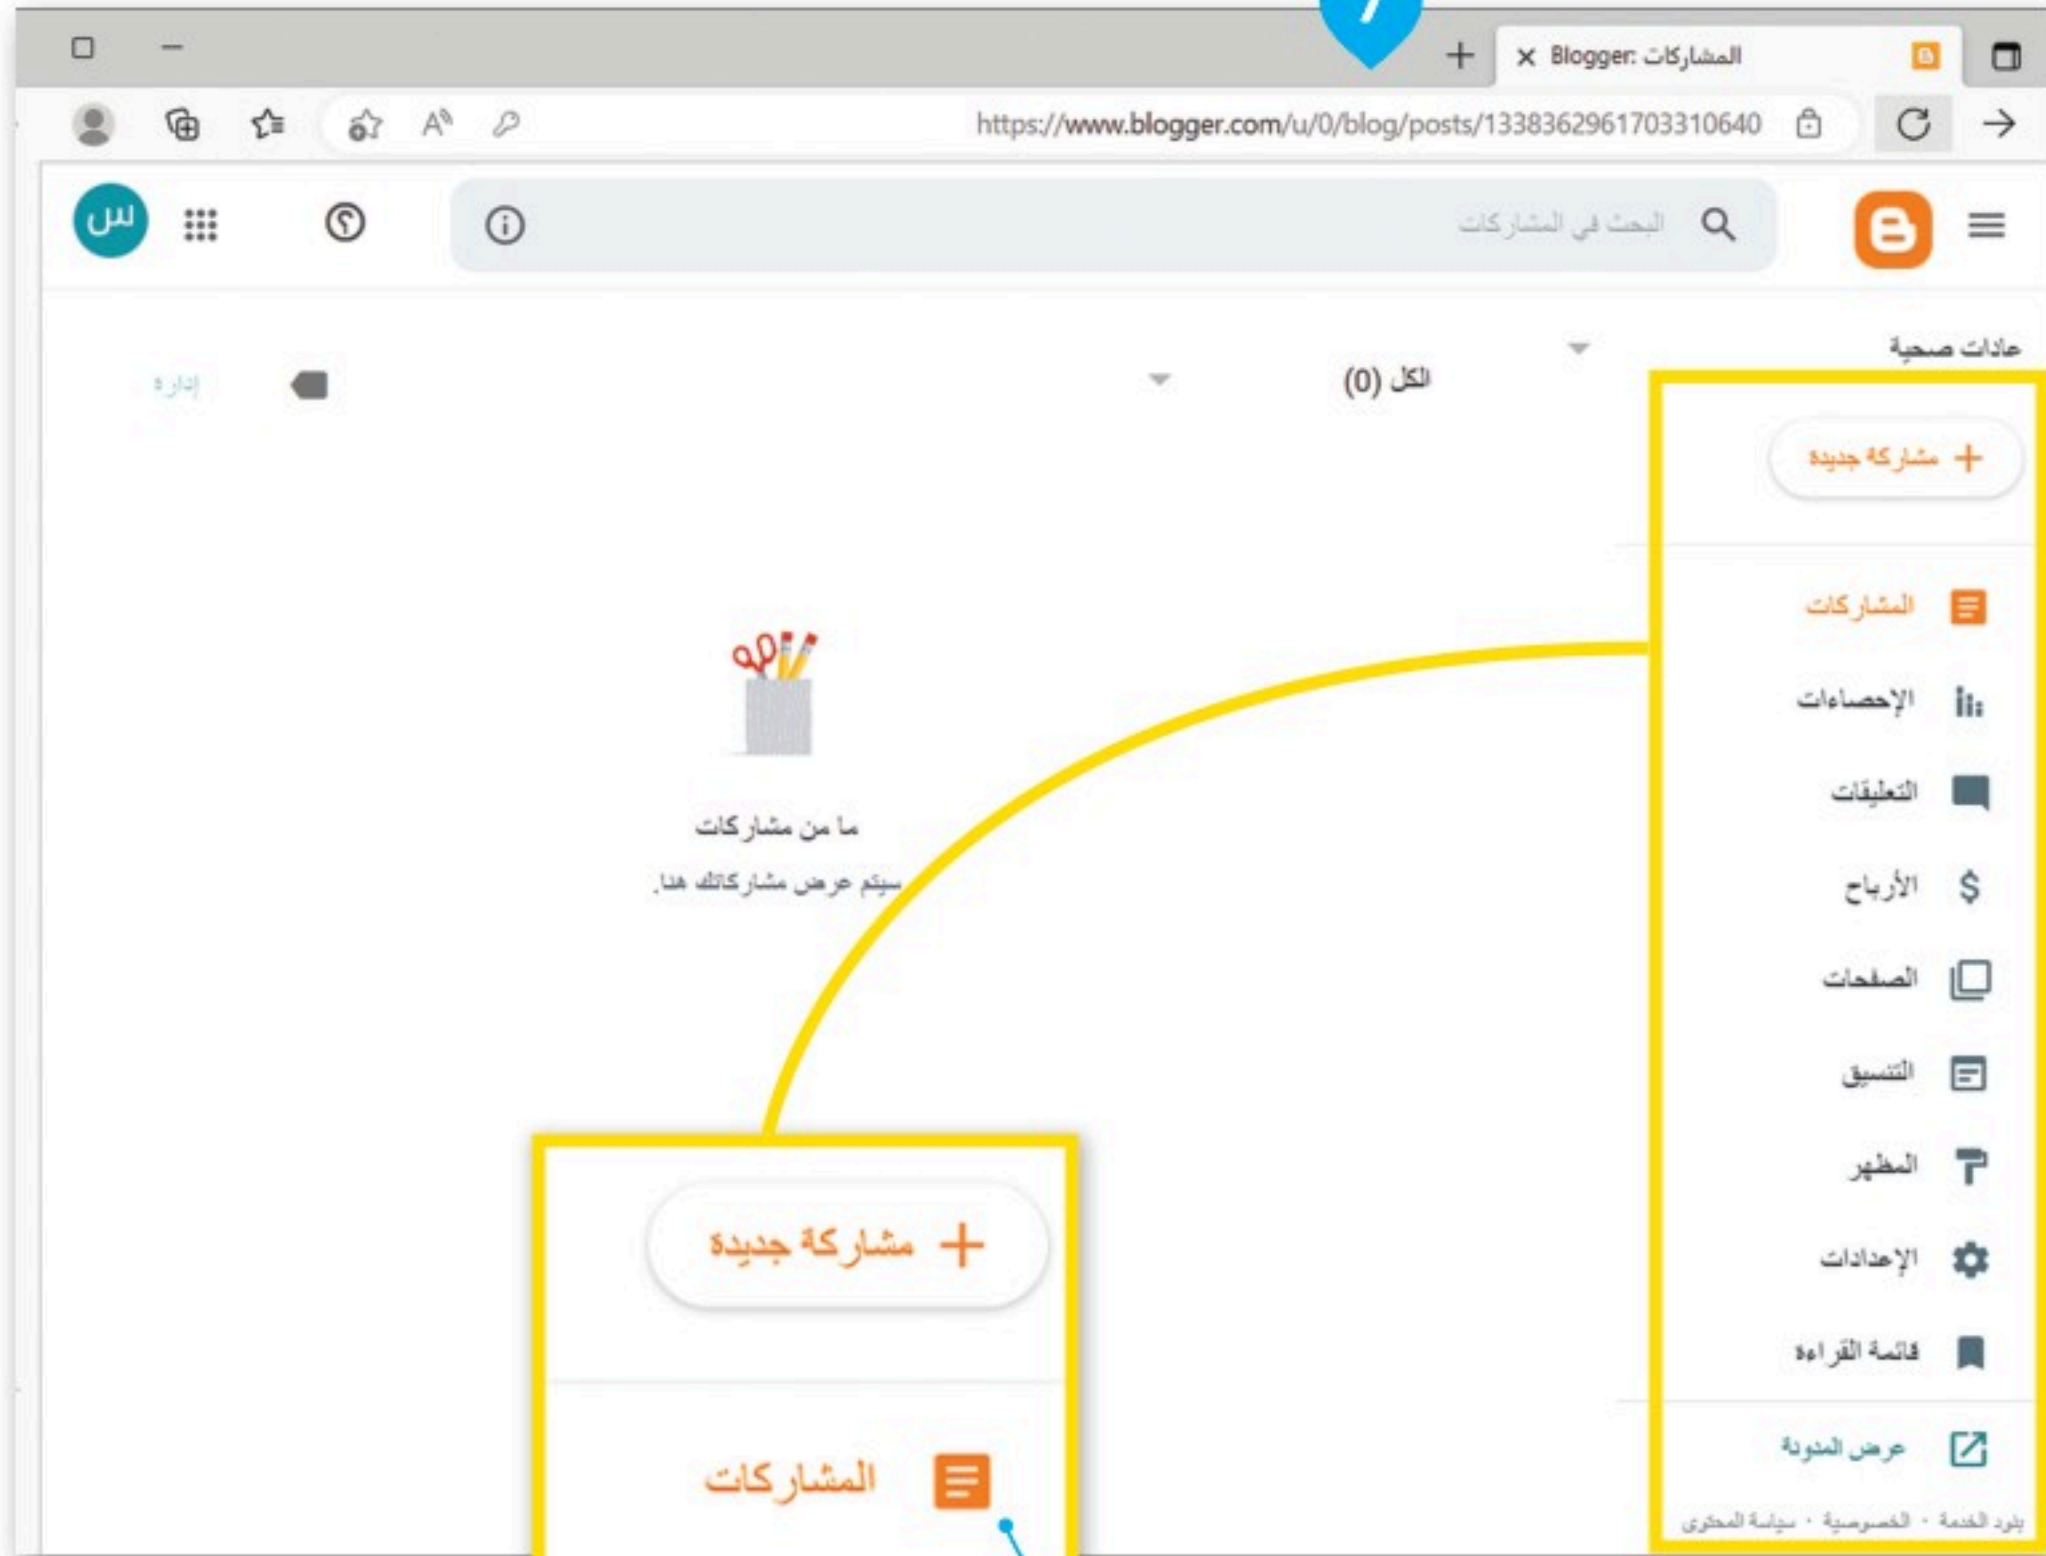 7
Blogger: المشاركات
https://www.blogger.com/u/0/blog/posts/1338362961703310640
البحث في المشاركات
س
عادات صحية
الكل (0)
إدارة
+ مشاركة جديدة
المشاركات
الإحصاءات
التعليقات
$ الأرباح
الصفحات
التنسيق
المظهر
الإعدادات
قائمة القراءة
عرض المدونة
بنود الخدمة · الخصوصية · سياسة المحتوى
ما من مشاركات
سيتم عرض مشاركاتك هنا.
+ مشاركة جديدة
المشاركات